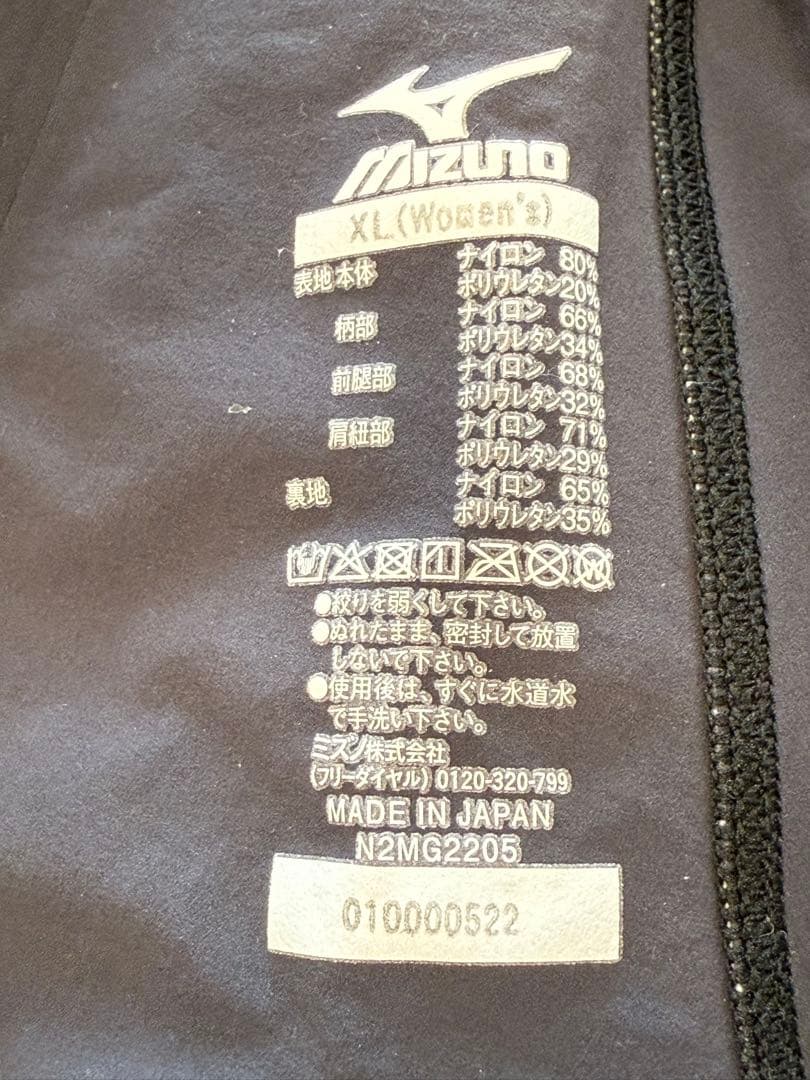 MIZUNO
XL(Women's)
表地 本体 ナイロン 80%
ポリウレタン20%
柄部 ナイロン 66%
ポリウレタン34%
前腿部 ナイロン 68%
ポリウレタン32%
肩紐部 ナイロン 71%
ポリウレタン29%
裏地 ナイロン 65%
ポリウレタン35%
●絞りを弱くして下さい。
●ぬれたまま、密封して放置
しないで下さい。
●使用後は、すぐに水道水
で手洗い下さい。
ミズノ株式会社
(フリーダイヤル) 0120-320-799
MADE IN JAPAN
N2MG2205
010000522